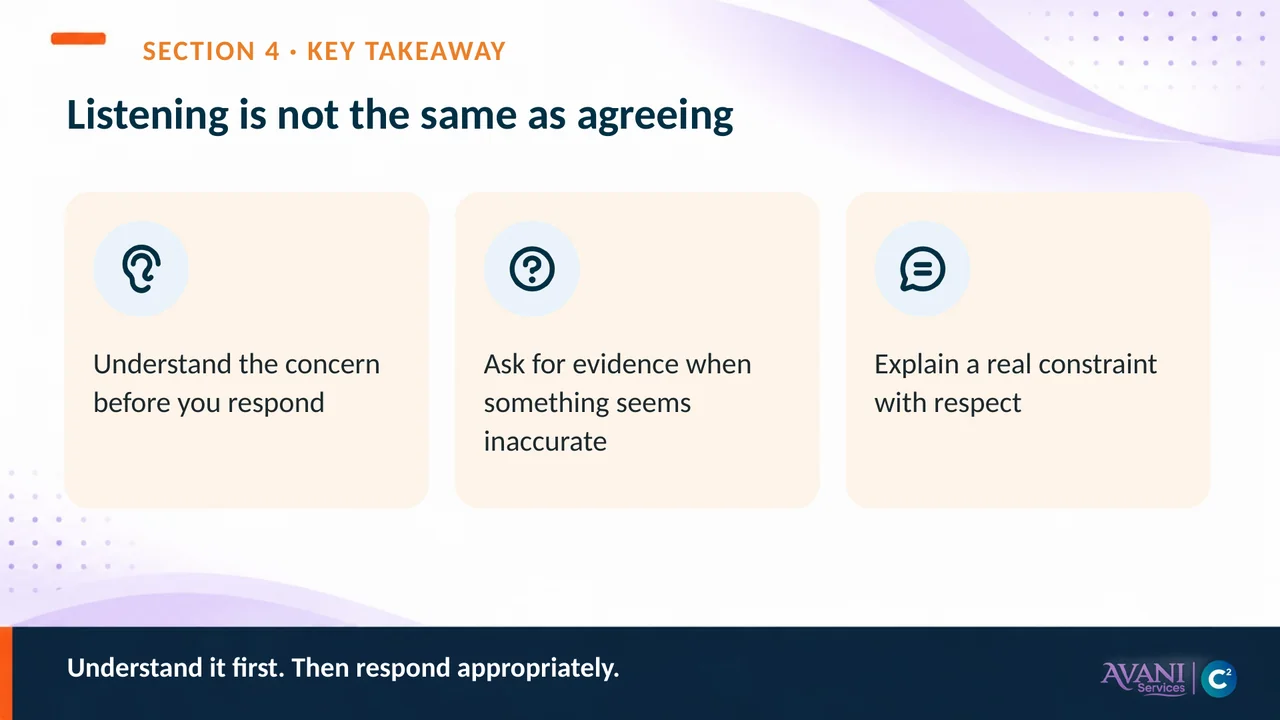 SECTION 4 · KEY TAKEAWAY
Listening is not the same as agreeing
Understand the concern
before you respond
Ask for evidence when
something seems
inaccurate
Explain a real constraint
with respect
Understand it first. Then respond appropriately.
AVANI
Services
C²